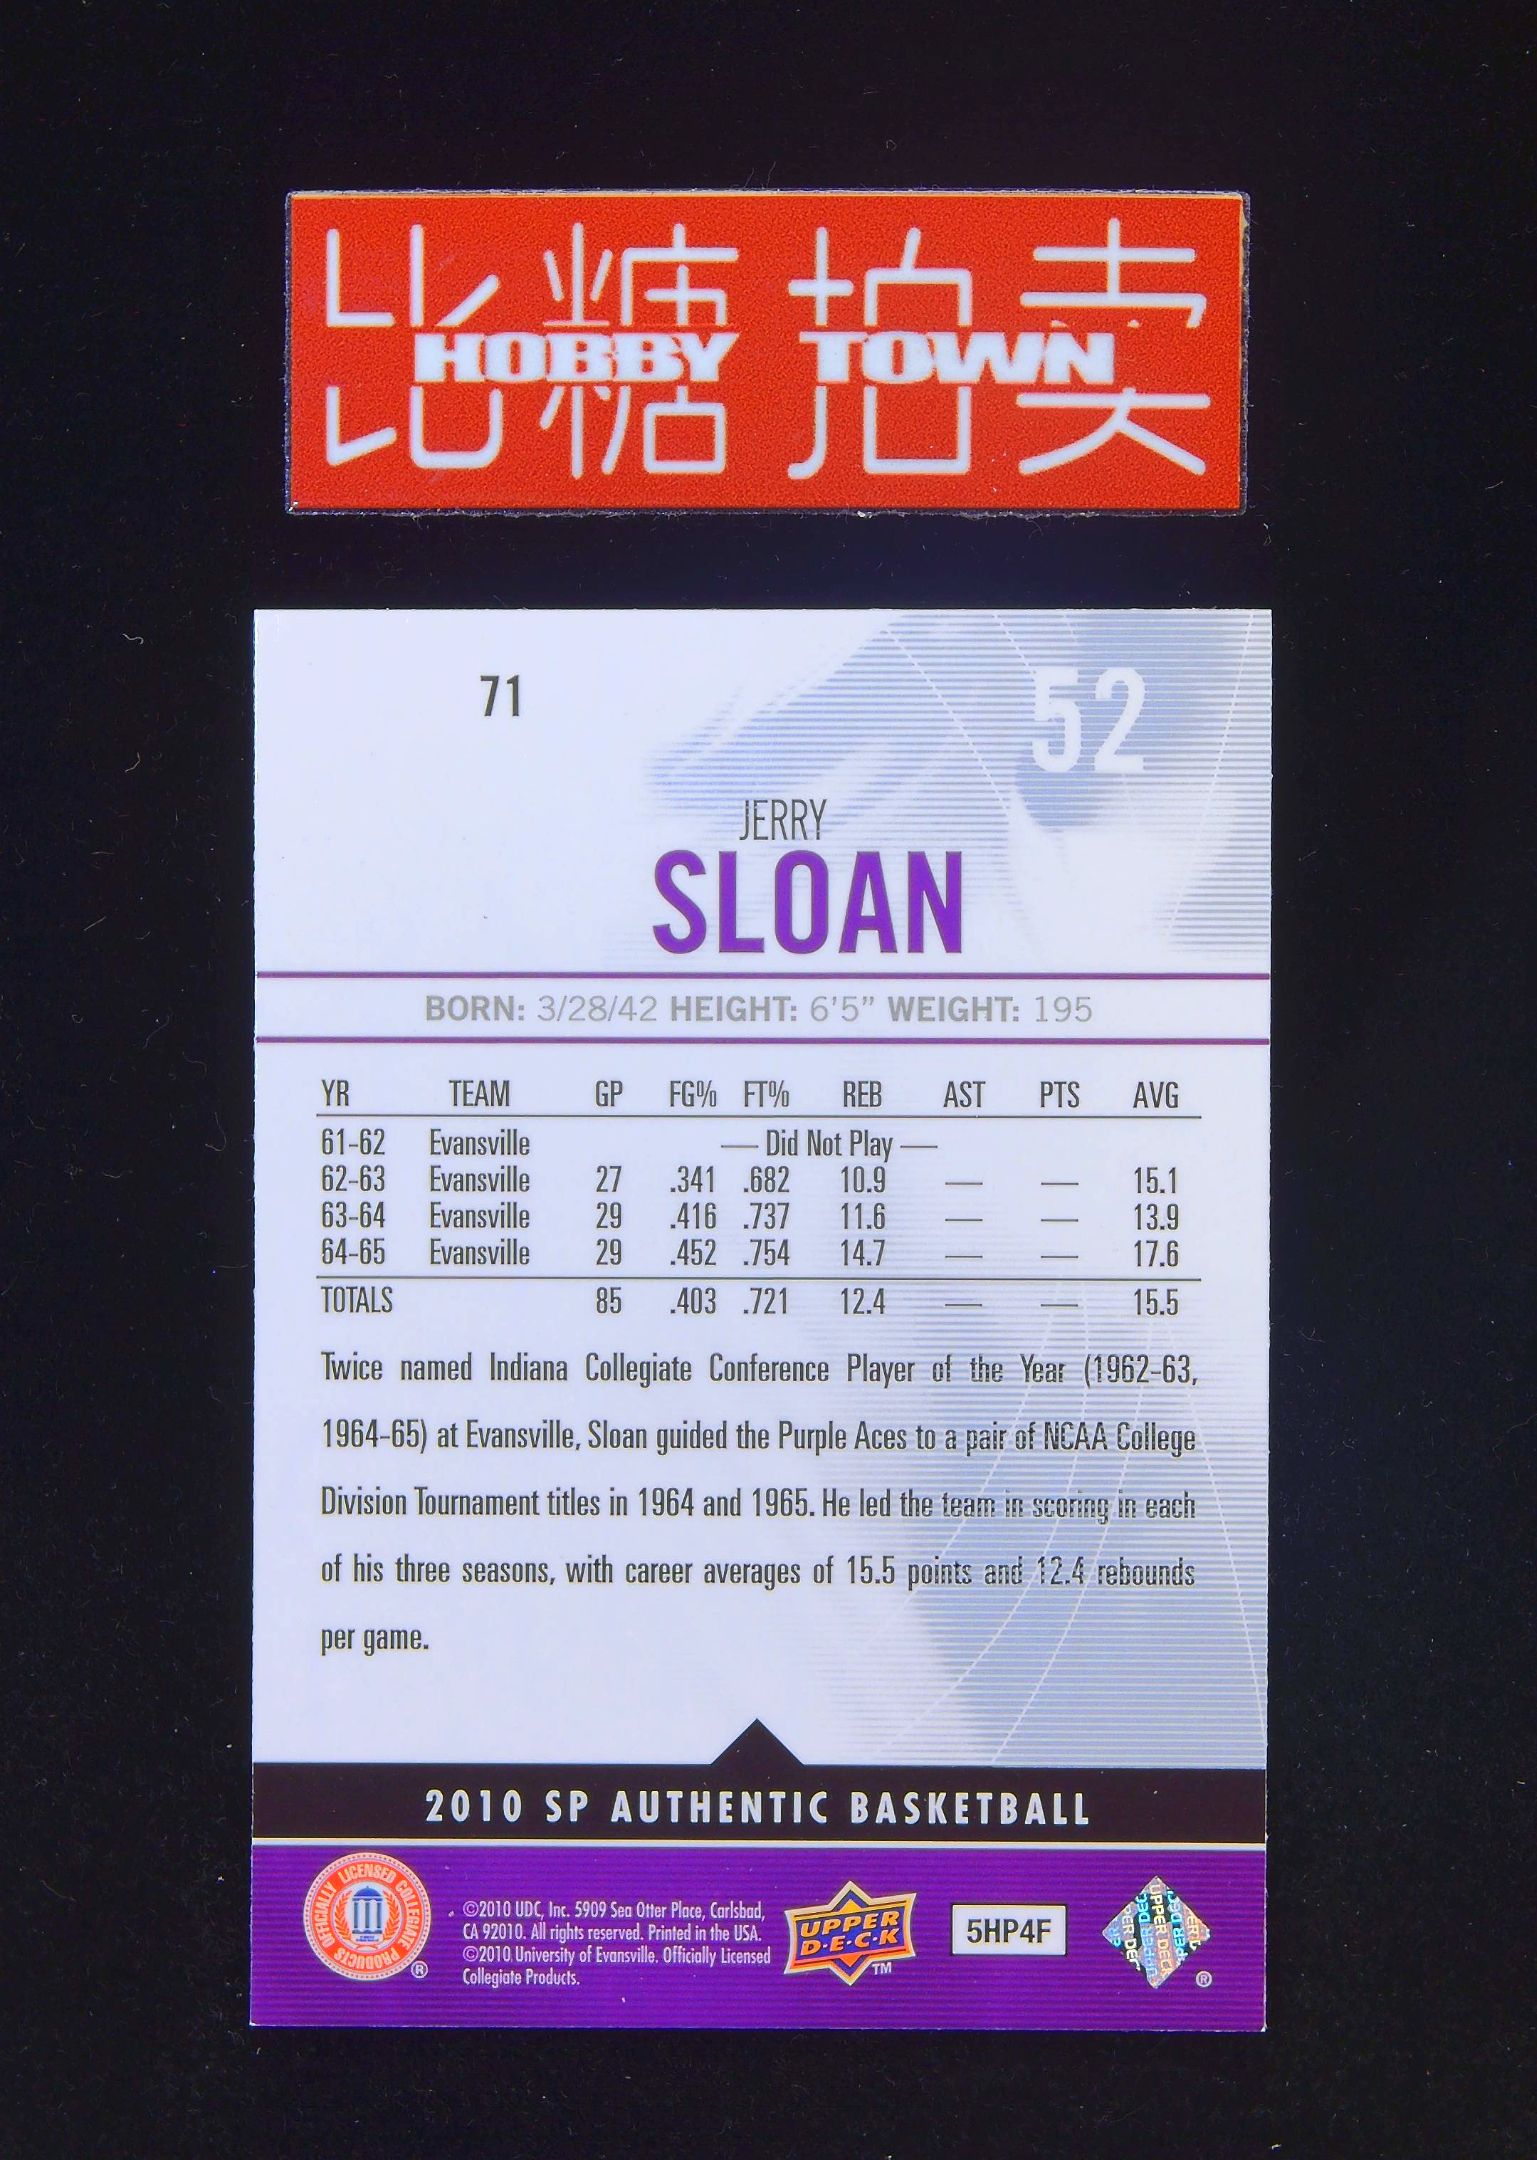 比糖拍卖
HOBBY TOWN
71
52
JERRY
SLOAN
BORN: 3/28/42 HEIGHT: 6'5" WEIGHT: 195
YR TEAM GP FG% FT% REB AST PTS AVG
61-62 Evansville — Did Not Play —
62-63 Evansville 27 .341 .682 10.9 — — 15.1
63-64 Evansville 29 .416 .737 11.6 — — 13.9
64-65 Evansville 29 .452 .754 14.7 — — 17.6
TOTALS 85 .403 .721 12.4 — — 15.5
Twice named Indiana Collegiate Conference Player of the Year (1962-63,
1964-65) at Evansville, Sloan guided the Purple Aces to a pair of NCAA College
Division Tournament titles in 1964 and 1965. He led the team in scoring in each
of his three seasons, with career averages of 15.5 points and 12.4 rebounds
per game.
2010 SP AUTHENTIC BASKETBALL
OFFICIALLY LICENSED COLLEGIATE PRODUCTS
®
©2010 UDC, Inc. 5909 Sea Otter Place, Carlsbad,
CA 92010. All rights reserved. Printed in the USA.
©2010 University of Evansville. Officially Licensed
Collegiate Products.
UPPER
D·E·C·K
™
5HP4F
UPPER DECK
®